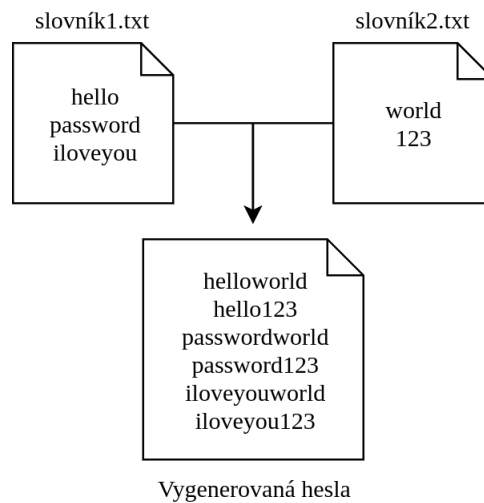 slovník1.txt
hello
password
iloveyou
slovník2.txt
world
123
helloworld
hello123
passwordworld
password123
iloveyouworld
iloveyou123
Vygenerovaná hesla